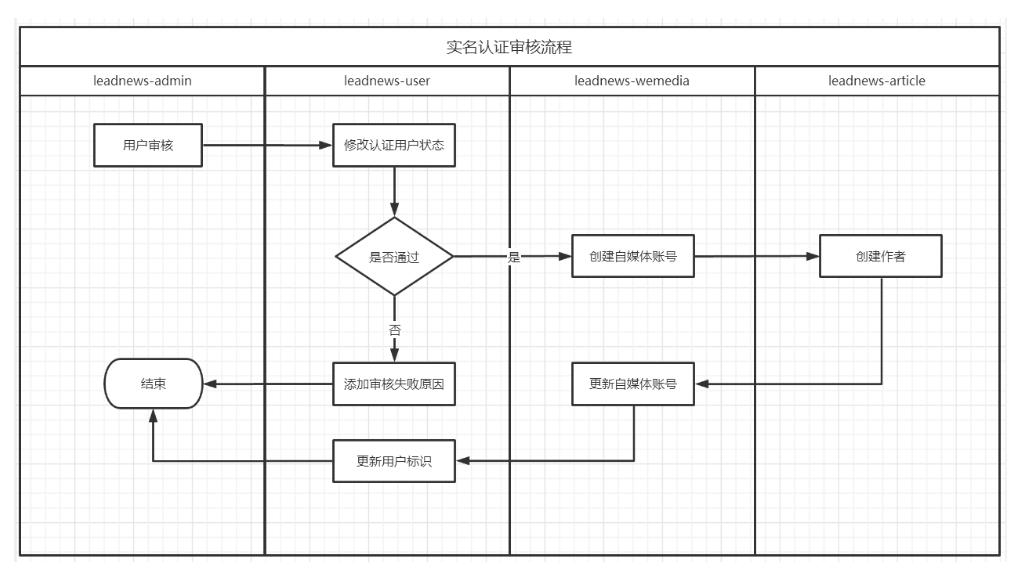 实名认证审核流程
leadnews-admin
leadnews-user
leadnews-wemedia
leadnews-article
用户审核
修改认证用户状态
是否通过
是
创建自媒体账号
创建作者
否
结束
添加审核失败原因
更新自媒体账号
更新用户标识